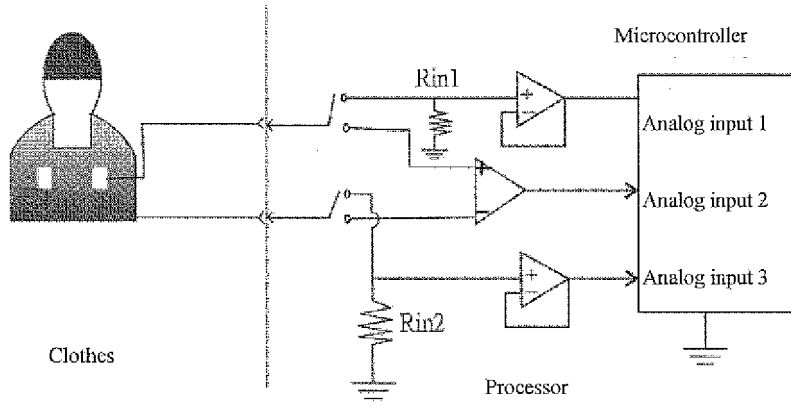 Microcontroller
Rin1
+
−
Analog input 1
+
−
Analog input 2
+
−
Analog input 3
Rin2
Clothes
Processor